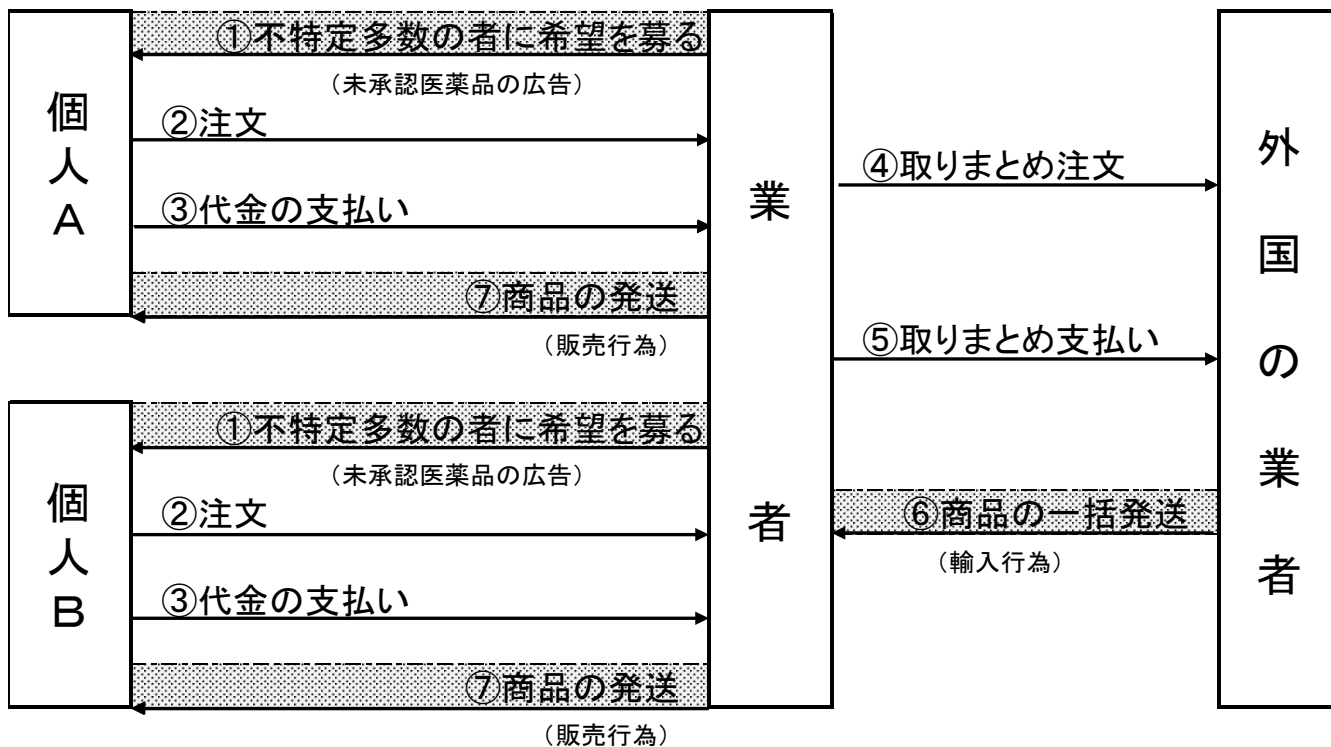 個人A
①不特定多数の者に希望を募る
（未承認医薬品の広告）
②注文
③代金の支払い
⑦商品の発送
（販売行為）
個人B
①不特定多数の者に希望を募る
（未承認医薬品の広告）
②注文
③代金の支払い
⑦商品の発送
（販売行為）
業者
④取りまとめ注文
⑤取りまとめ支払い
⑥商品の一括発送
（輸入行為）
外国の業者